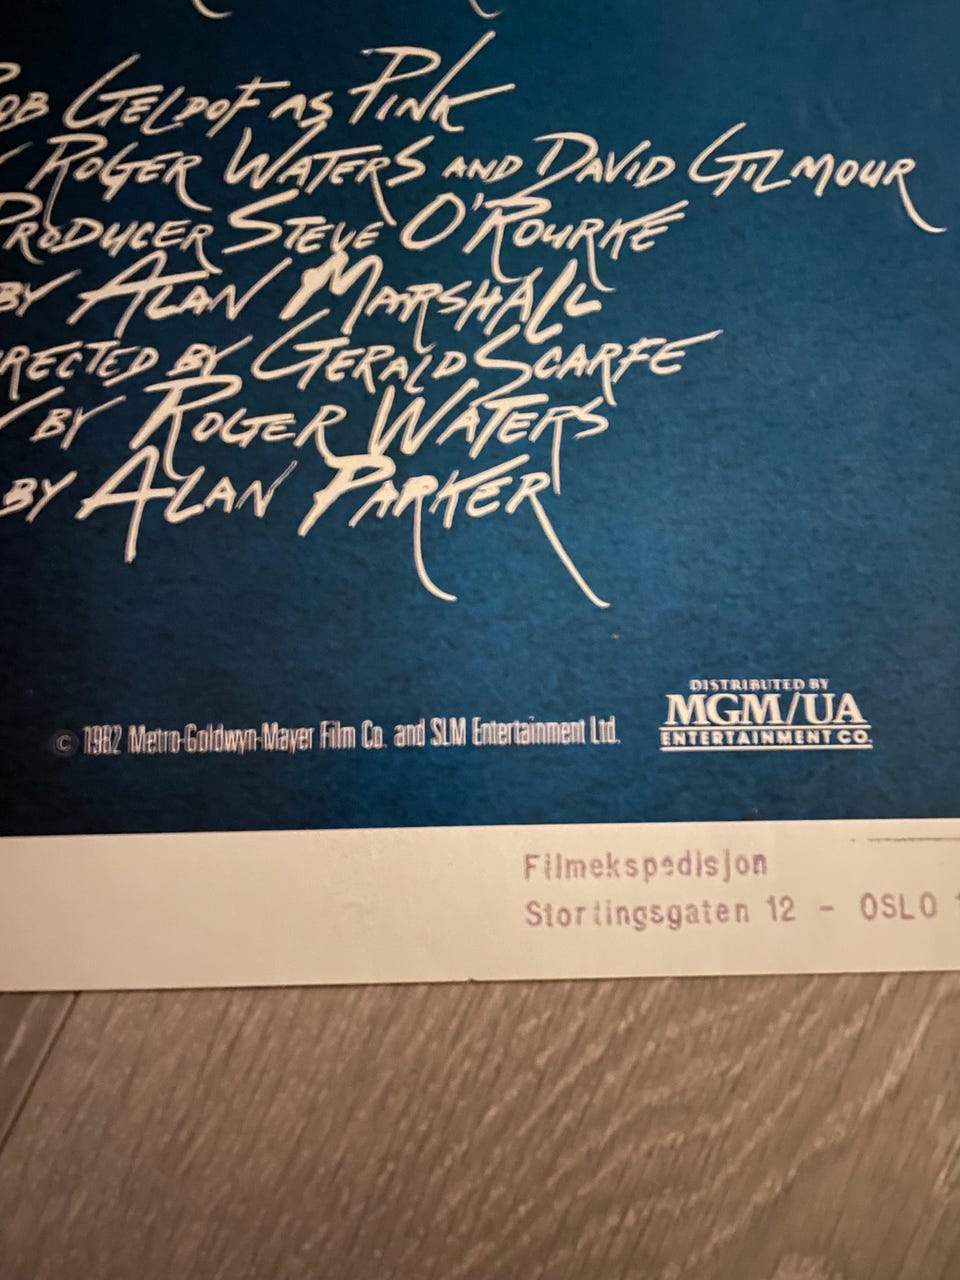 OB GELDOF AS PINK
ROGER WATERS AND DAVID GILMOUR
PRODUCER STEVE O'ROURKE
BY ALAN MARSHALL
RECTED BY GERALD SCARFE
BY ROGER WATERS
BY ALAN PARKER
DISTRIBUTED BY
MGM/UA
ENTERTAINMENT CO.
© 1982 Metro-Goldwyn-Mayer Film Co. and SLM Entertainment Ltd.
Filmekspedisjon
Stortingsgaten 12 - OSLO